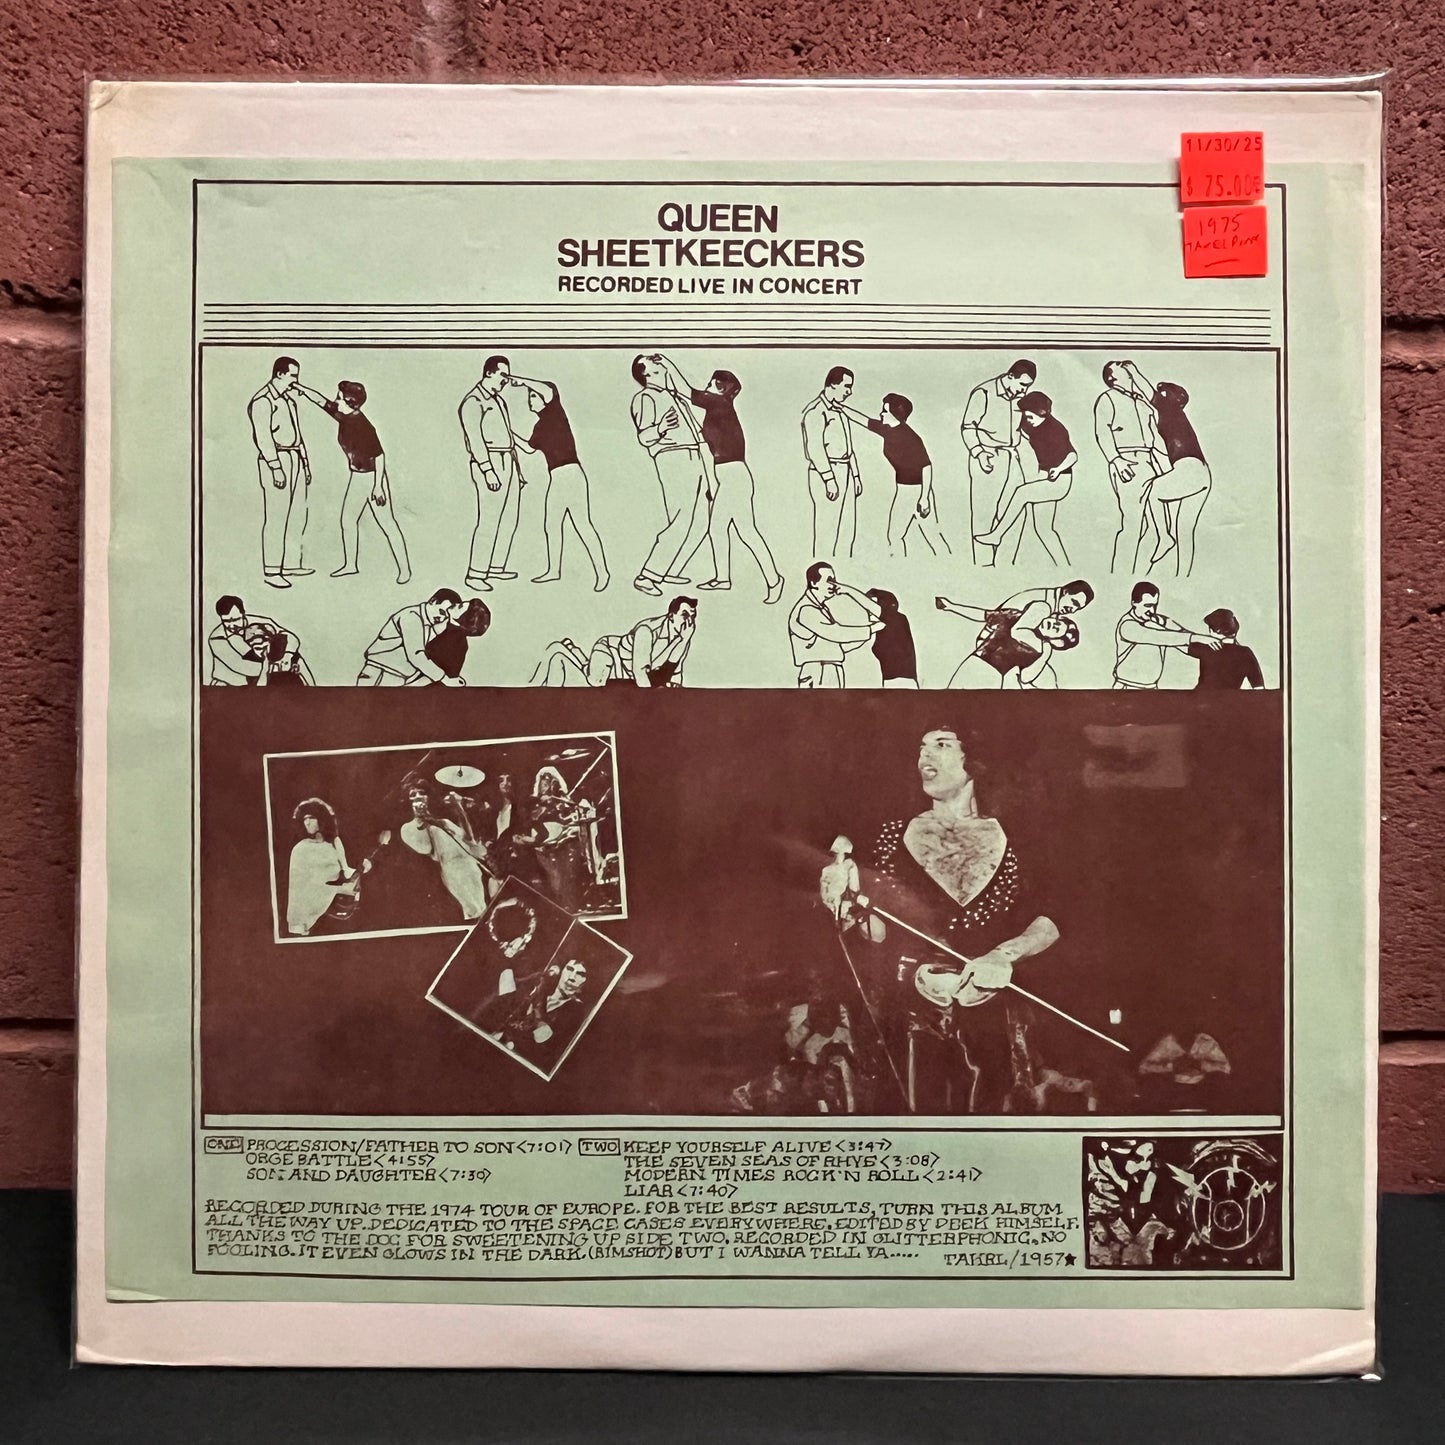 11/30/25
$ 75.00
1975
QUEEN
SHEETKEECKERS
RECORDED LIVE IN CONCERT
ONE PROCESSION/FATHER TO SON<7:01>
ORGE BATTLE<4:55>
SON AND DAUGHTER<7:30>
TWO KEEP YOURSELF ALIVE<3:47>
THE SEVEN SEAS OF RHYE<3:08>
MODERN TIMES ROCK'N ROLL<2:41>
LIAR<7:40>
RECORDED DURING THE 1974 TOUR OF EUROPE. FOR THE BEST RESULTS, TURN THIS ALBUM
ALL THE WAY UP. DEDICATED TO THE SPACE CASES EVERYWHERE. EDITED BY DEEK HIMSELF.
THANKS TO THE DOC FOR SWEETENING UP SIDE TWO. RECORDED IN GLITTERPHONIC, NO
FOOLING. IT EVEN GLOWS IN THE DARK. (RIMSHOT) BUT I WANNA TELL YA.....
TAKRL/1957★